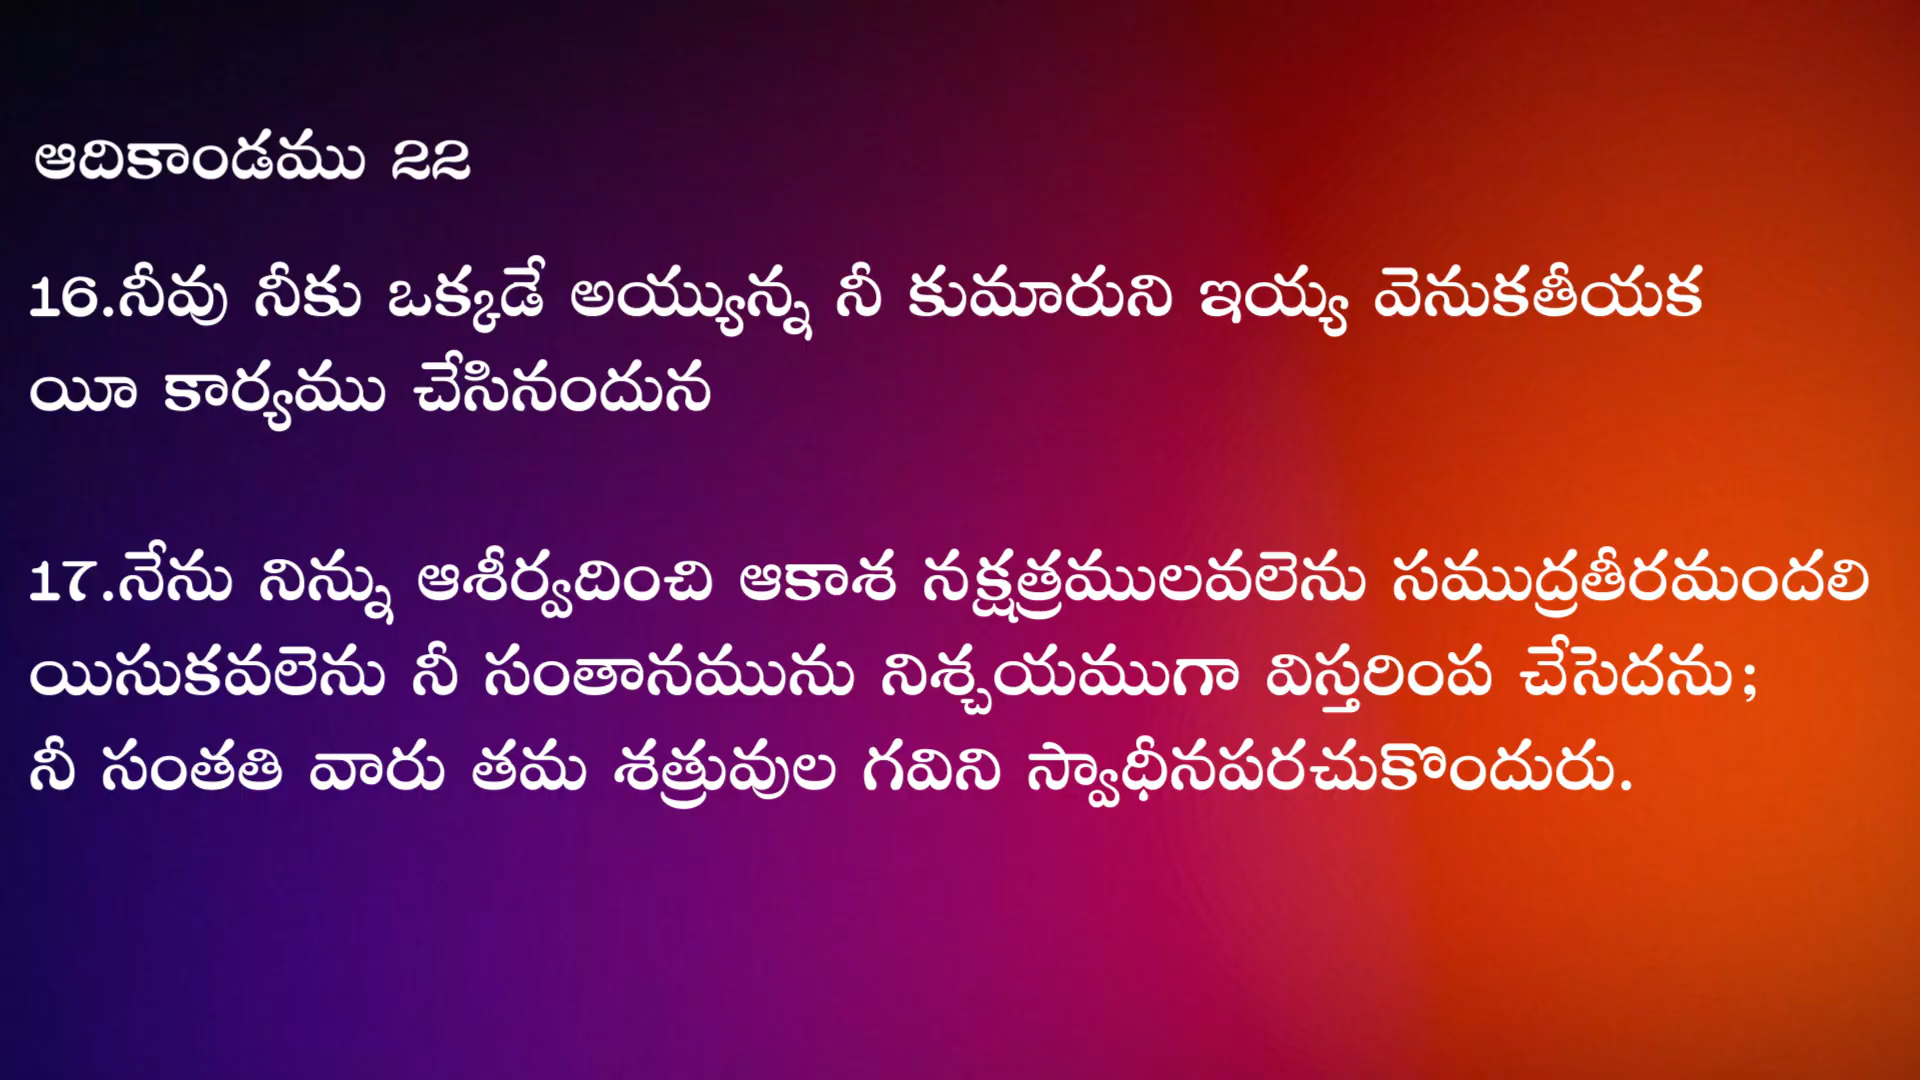 ఆదికాండము 22
16.నీవు నీకు ఒక్కడే అయ్యున్న నీ కుమారుని ఇయ్య వెనుకతీయక
యీ కార్యము చేసినందున
17.నేను నిన్ను ఆశీర్వదించి ఆకాశ నక్షత్రములవలెను సముద్రతీరమందలి
యిసుకవలెను నీ సంతానమును నిశ్చయముగా విస్తరింప చేసెదను;
నీ సంతతి వారు తమ శత్రువుల గవిని స్వాధీనపరచుకొందురు.